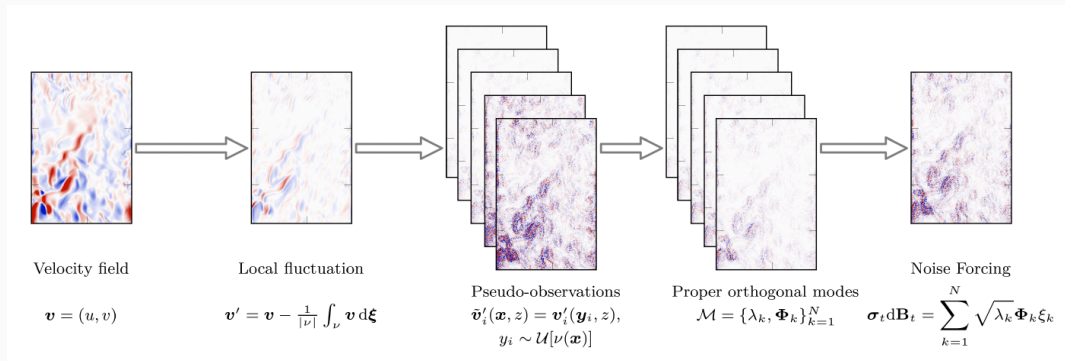 Velocity field
𝒗 = (u, v)
Local fluctuation
𝒗′ = 𝒗 − 1/|ν| ∫_ν 𝒗 d𝝃
Pseudo-observations
𝒗̃′_i(𝒙, z) = 𝒗′_i(𝒚_i, z),
y_i ∼ 𝒰[ν(𝒙)]
Proper orthogonal modes
ℳ = {λ_k, 𝚽_k}_{k=1}^N
Noise Forcing
𝝈_t d𝐁_t = ∑_{k=1}^N √λ_k 𝚽_k ξ_k